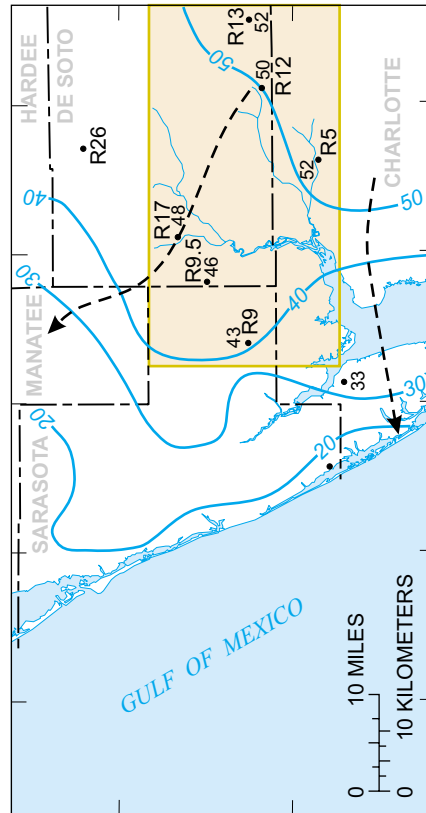 HARDEE
DE SOTO
MANATEE
SARASOTA
CHARLOTTE
GULF OF MEXICO
R26
R13
52
50
R12
R5
52
R17
48
R9.5
46
R9
43
33
50
50
40
40
30
30
20
20
0 10 MILES
0 10 KILOMETERS